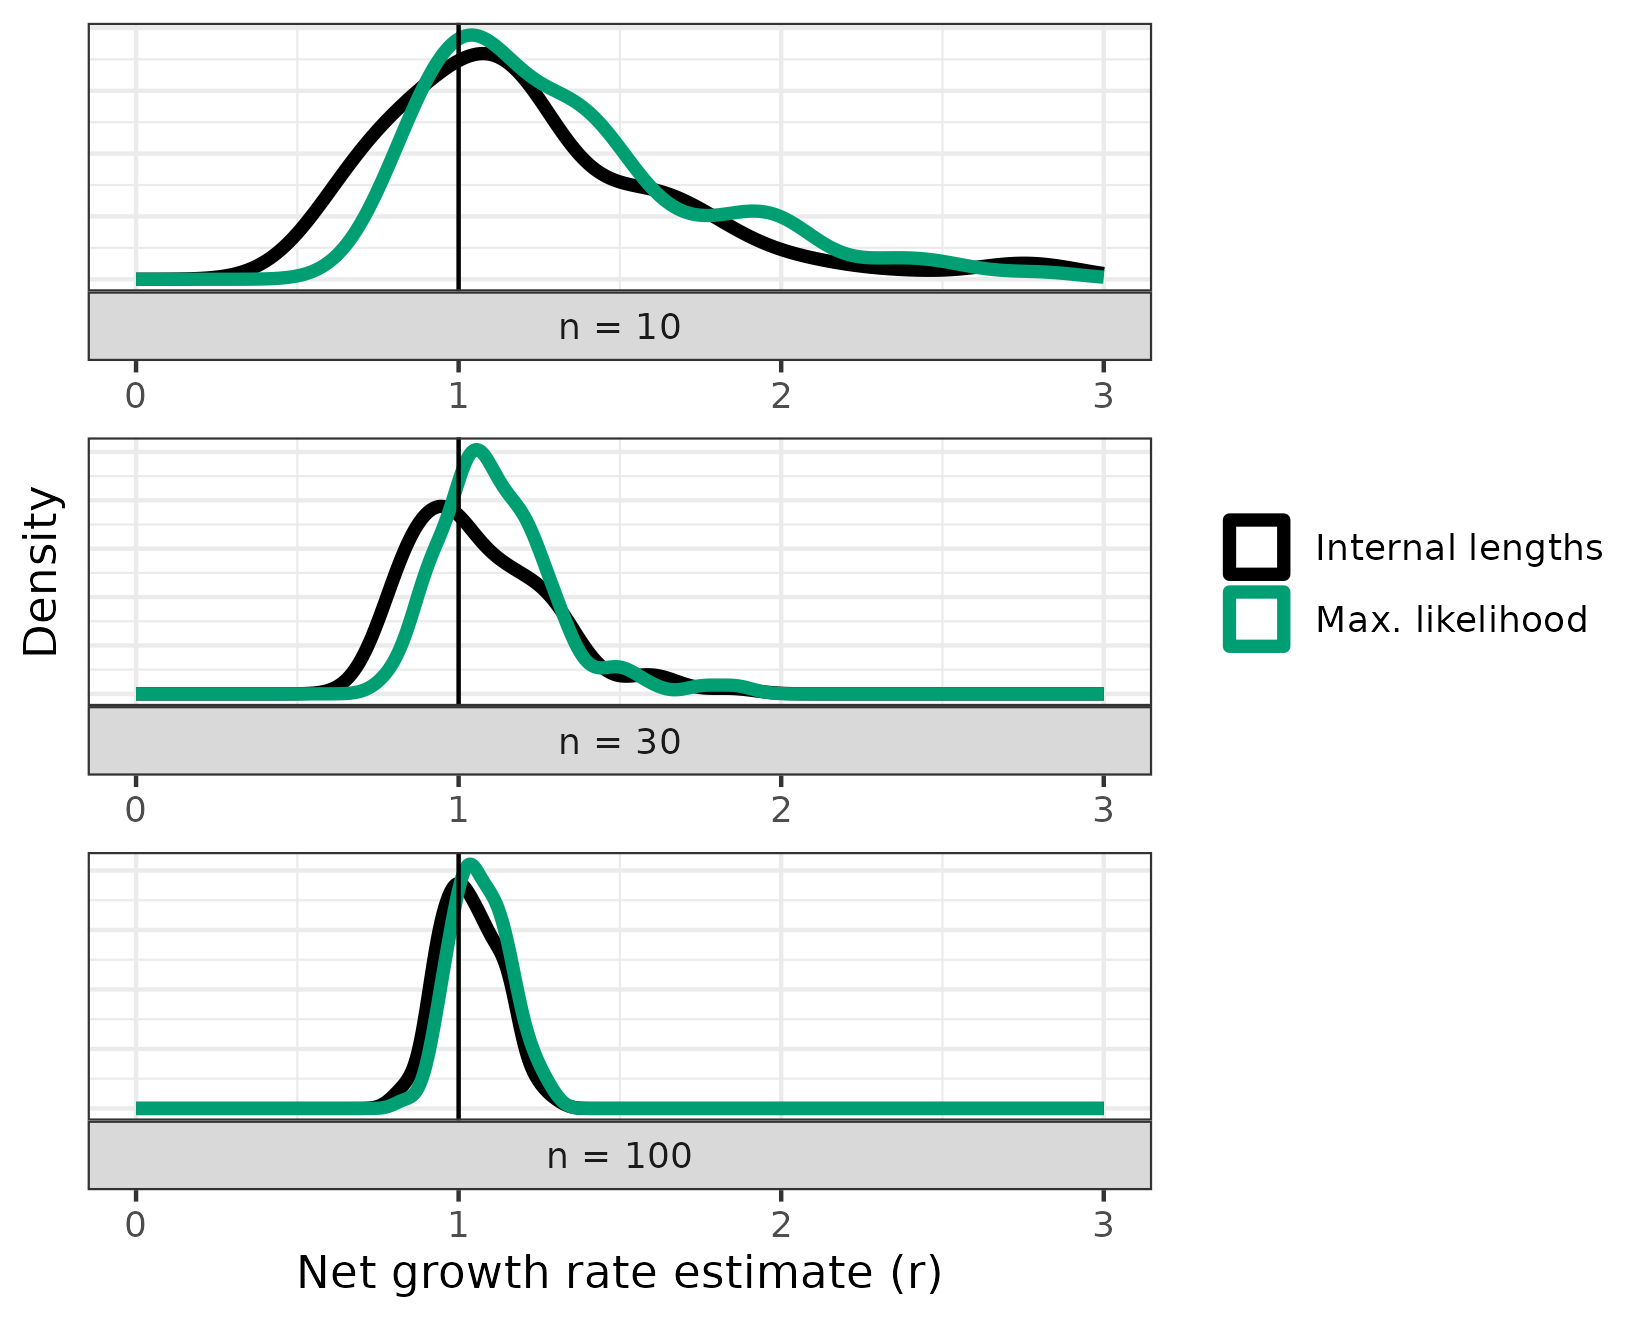 n = 10
0 1 2 3
n = 30
0 1 2 3
n = 100
0 1 2 3
Net growth rate estimate (r)
Density
Internal lengths
Max. likelihood